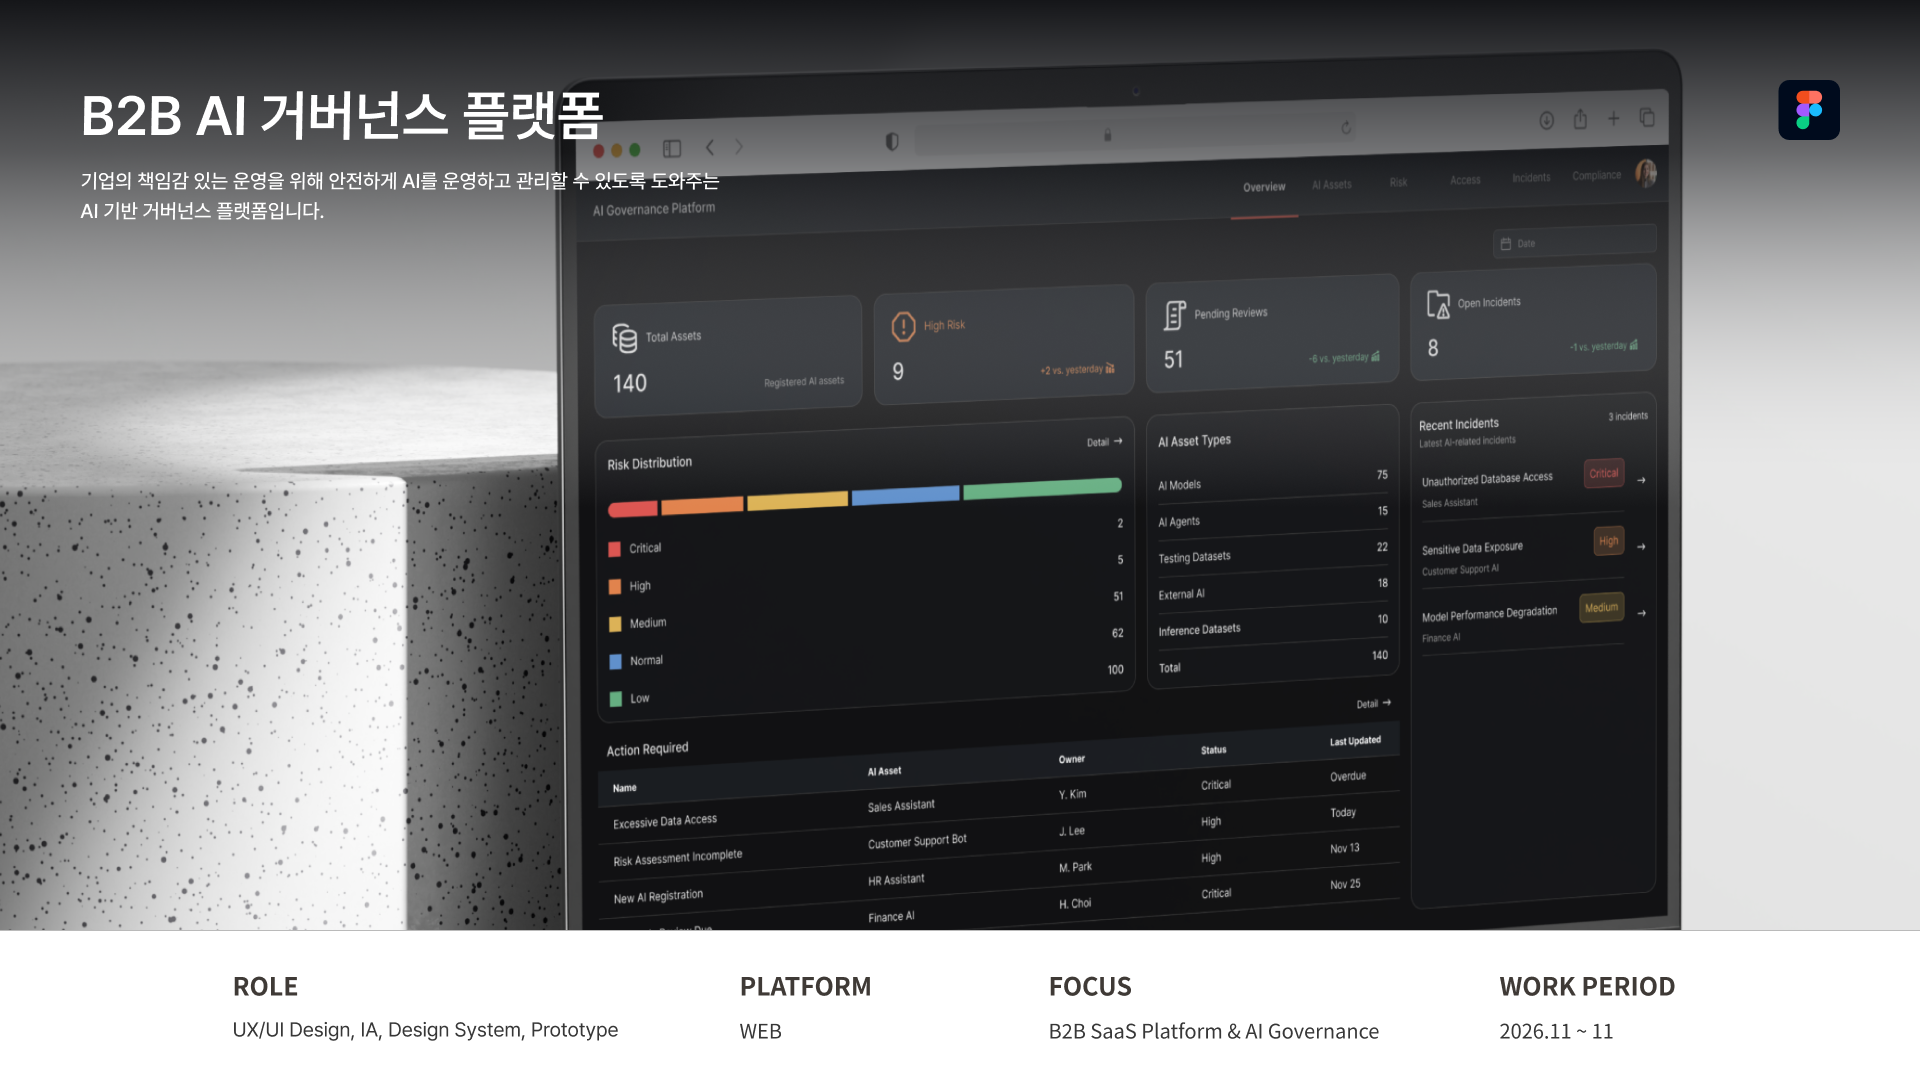 B2B AI 거버넌스 플랫폼
기업의 책임감 있는 운영을 위해 안전하게 AI를 운영하고 관리할 수 있도록 도와주는
AI 기반 거버넌스 플랫폼입니다.
AI Governance Platform
Overview
AI Assets
Risk
Access
Incidents
Compliance
Date
Total Assets
140
Registered AI assets
High Risk
9
+2 vs. yesterday
Pending Reviews
51
-6 vs. yesterday
Open Incidents
8
-1 vs. yesterday
Risk Distribution
Detail →
Critical
2
High
5
Medium
51
Normal
62
Low
100
AI Asset Types
AI Models 75
AI Agents 15
Testing Datasets 22
External AI 18
Inference Datasets 10
Total 140
Recent Incidents
3 incidents
Latest AI-related Incidents
Unauthorized Database Access
Critical →
Sales Assistant
Sensitive Data Exposure
High →
Customer Support AI
Model Performance Degradation
Medium →
Finance AI
Action Required
Detail →
Name AI Asset Owner Status Last Updated
Excessive Data Access Sales Assistant Y. Kim Critical Overdue
Risk Assessment Incomplete Customer Support Bot J. Lee High Today
New AI Registration HR Assistant M. Park High Nov 13
Review Due Finance AI H. Choi Critical Nov 25
ROLE
UX/UI Design, IA, Design System, Prototype
PLATFORM
WEB
FOCUS
B2B SaaS Platform & AI Governance
WORK PERIOD
2026.11 ~ 11